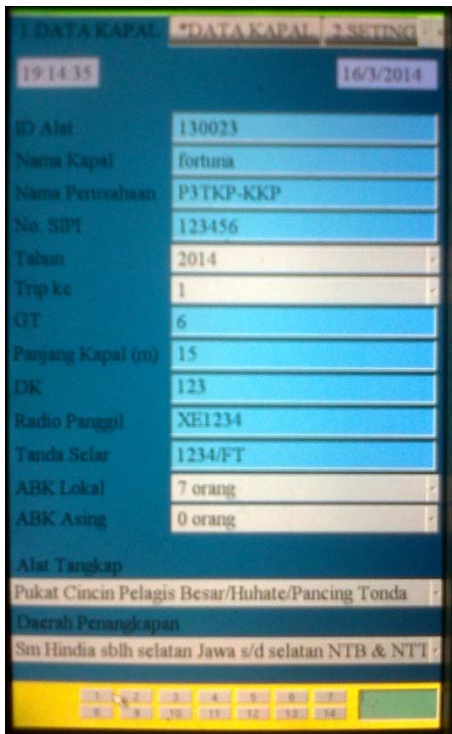 1.DATA KAPAL *DATA KAPAL 2.SETING
19:14:35 16/3/2014
ID Alat 130023
Nama Kapal fortuna
Nama Perusahaan P3TKP-KKP
No. SIPI 123456
Tahun 2014
Trip ke 1
GT 6
Panjang Kapal (m) 15
DK 123
Radio Panggil XE1234
Tanda Selar 1234/FT
ABK Lokal 7 orang
ABK Asing 0 orang
Alat Tangkap
Pukat Cincin Pelagis Besar/Huhate/Pancing Tonda
Daerah Penangkapan
Sm Hindia sblh selatan Jawa s/d selatan NTB & NTT
1 2 3 4 5 6 7
8 9 10 11 12 13 14